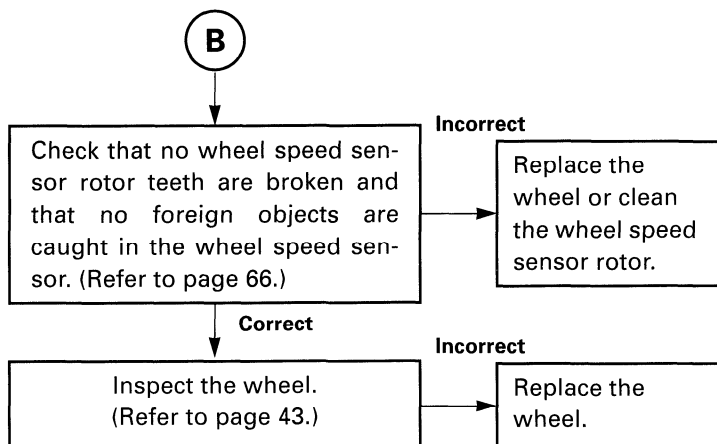 B
Incorrect
Check that no wheel speed sen-
sor rotor teeth are broken and
that no foreign objects are
caught in the wheel speed sen-
sor. (Refer to page 66.)
Replace the
wheel or clean
the wheel speed
sensor rotor.
Correct
Incorrect
Inspect the wheel.
(Refer to page 43.)
Replace the
wheel.